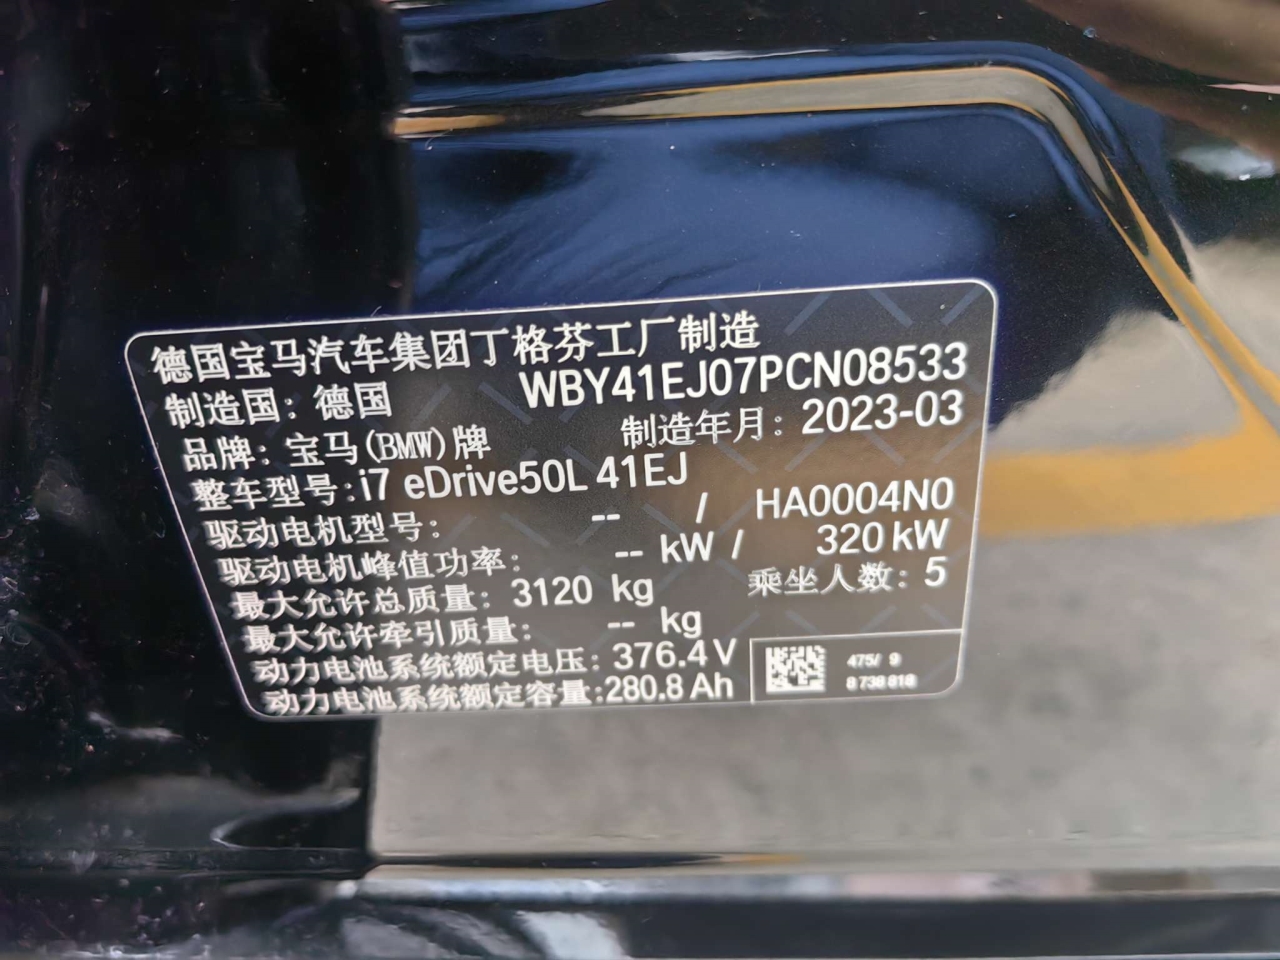 德国宝马汽车集团丁格芬工厂制造
制造国：德国 WBY41EJ07PCN08533
品牌：宝马(BMW)牌 制造年月：2023-03
整车型号：i7 eDrive50L 41EJ
驱动电机型号： -- / HA0004N0
驱动电机峰值功率： -- kW / 320 kW
最大允许总质量：3120 kg 乘坐人数：5
最大允许牵引质量： -- kg
动力电池系统额定电压：376.4 V
动力电池系统额定容量：280.8 Ah
475/ 9
8 738 818